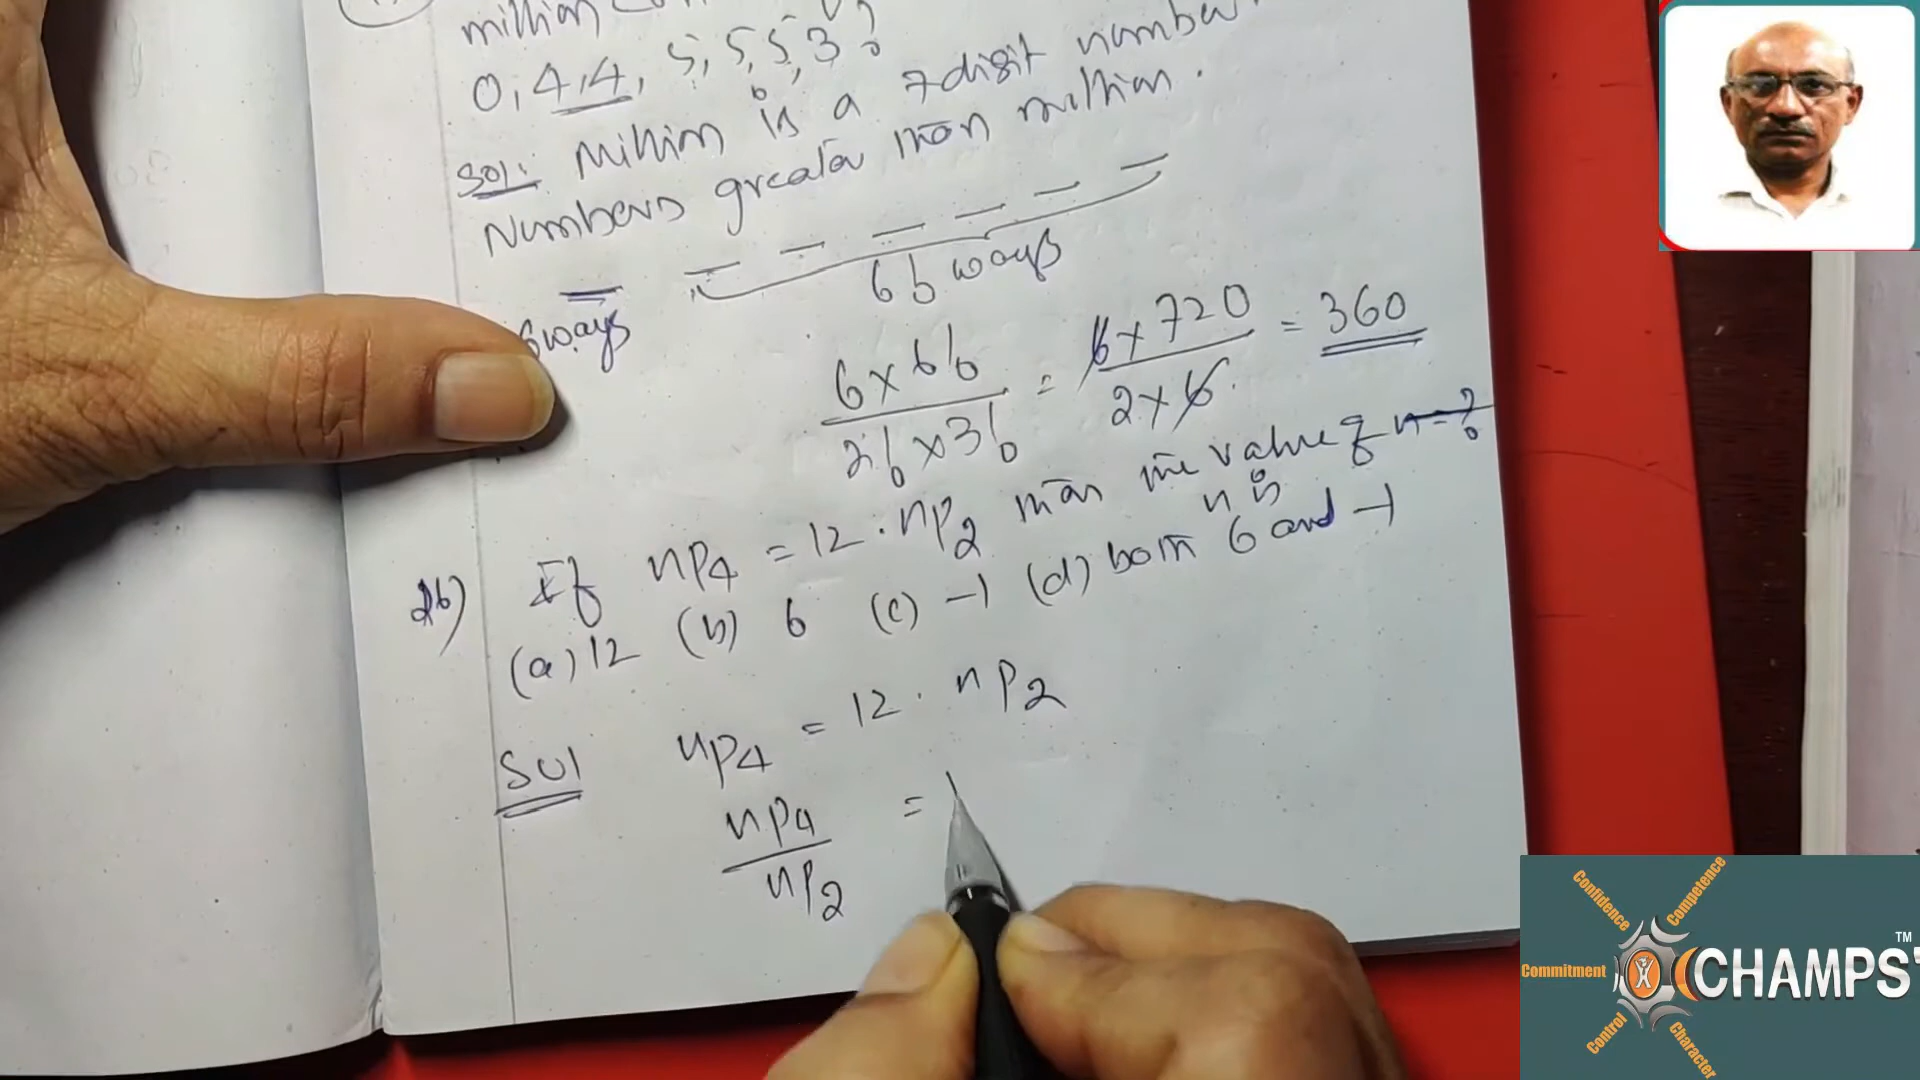 million
0, 4, 4, 5, 5, 5, 3 ?
Sol: Million is a 7 digit number
Numbers greater than million.
6 ways
6! ways
6 x 6! / 2! x 3! = 6 x 720 / 2 x 6 = 360
26) If nP4 = 12 . nP2 than the value of n = ?
n is
(a) 12 (b) 6 (c) -1 (d) both 6 and -1
Sol nP4 = 12 . nP2
nP4 / nP2 =
Confidence
Competence
Commitment
CHAMPS
TM
Control
Character